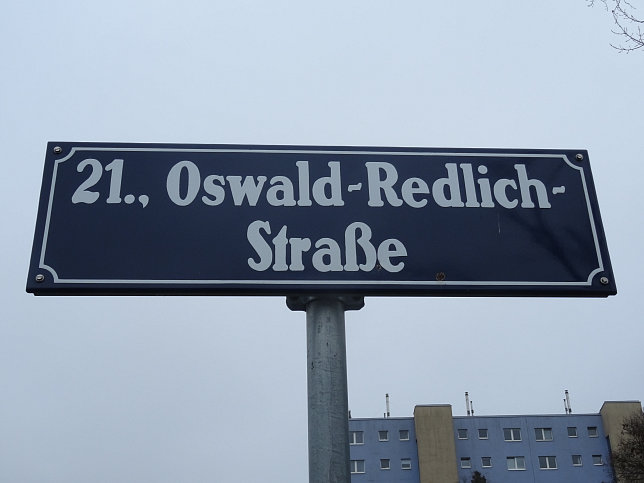 21., Oswald-Redlich-
Straße